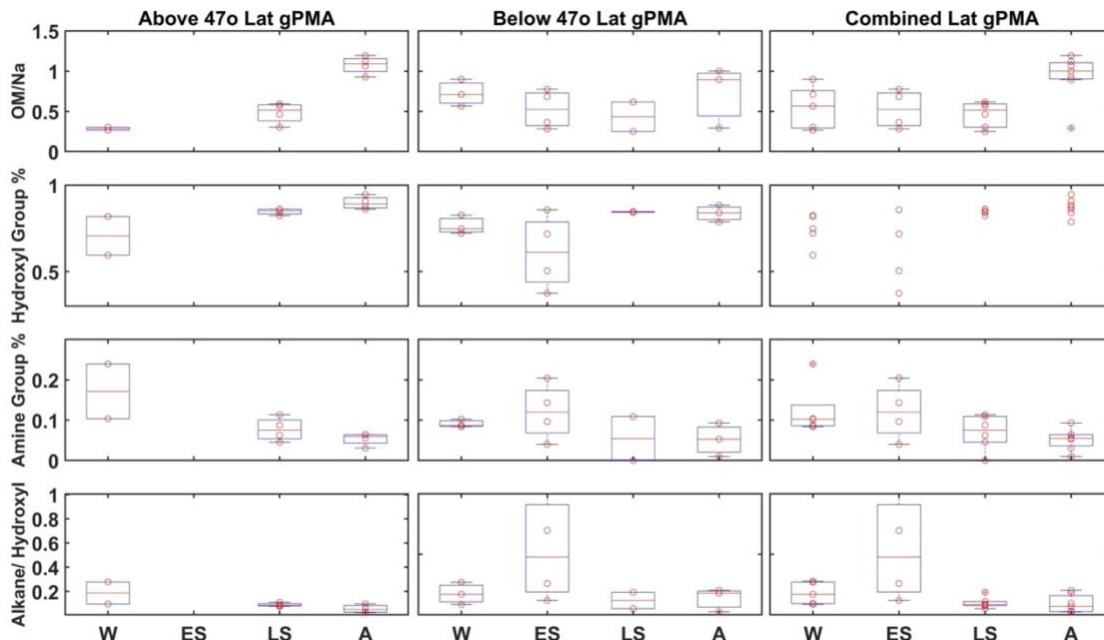 Above 47o Lat gPMA Below 47o Lat gPMA Combined Lat gPMA
OM/Na
1.5
1
0.5
0
Hydroxyl Group %
1
0.5
Amine Group %
0.2
0.1
0
Alkane/ Hydroxyl
1
0.8
0.6
0.4
0.2
W ES LS A W ES LS A W ES LS A